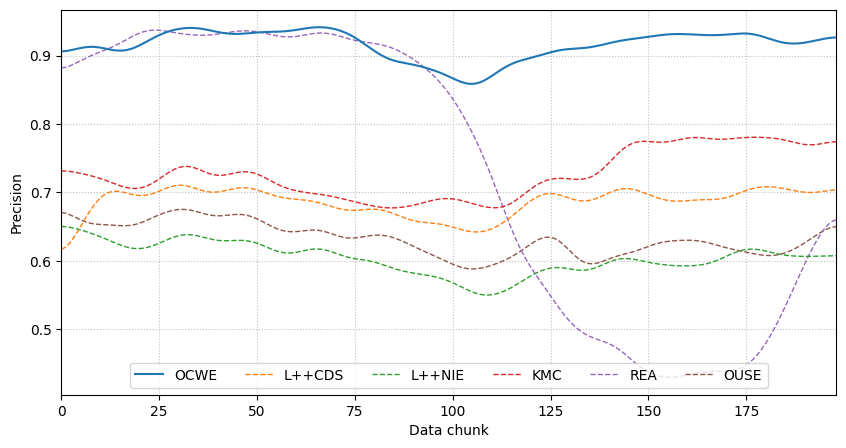 Precision
0.9
0.8
0.7
0.6
0.5
OCWE L++CDS L++NIE KMC REA OUSE
0 25 50 75 100 125 150 175
Data chunk